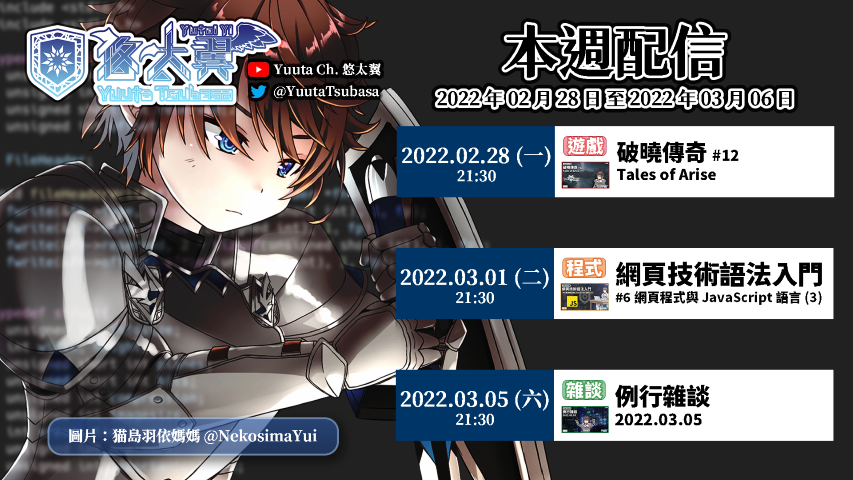 悠太翼
Yuutai Yi
Yuuta Tsubasa
Yuuta Ch. 悠太翼
@YuutaTsubasa
本週配信
2022年02月28日至2022年03月06日
2022.02.28 (一)
21:30
遊戲
破曉傳奇 #12
Tales of Arise
2022.03.01 (二)
21:30
程式
網頁技術語法入門
#6 網頁程式與 JavaScript 語言 (3)
JS
2022.03.05 (六)
21:30
雜談
例行雜談
2022.03.05
圖片：猫島羽依媽媽 @NekosimaYui